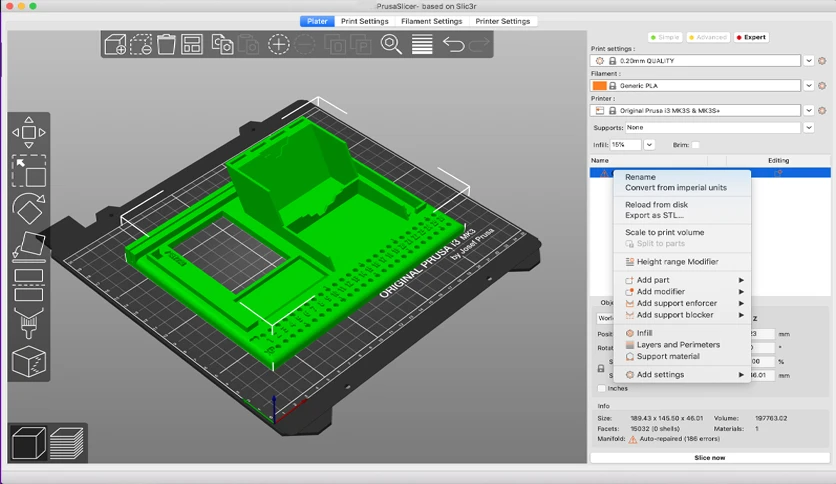 PrusaSlicer- based on Slic3r
Plater
Print Settings
Filament Settings
Printer Settings
Simple
Advanced
Expert
Print settings :
0.20mm QUALITY
Filament :
Generic PLA
Printer :
Original Prusa i3 MK3S & MK3S+
Supports: None
Infill: 15%
Brim:
Name
Editing
Rename
Convert from imperial units
Reload from disk
Export as STL...
Scale to print volume
Split to parts
Height range Modifier
Add part
Add modifier
Add support enforcer
Add support blocker
Infill
Layers and Perimeters
Support material
Add settings
Obje
Worl
Z
Positi
23
mm
Rotat
0
°
S
00
%
S
46.01
mm
Inches
Info
Size: 189.43 x 145.50 x 46.01
Volume: 197763.02
Facets: 15032 (0 shells)
Materials: 1
Manifold: Auto-repaired (186 errors)
Slice now
ORIGINAL PRUSA i3 MK3
by Josef Prusa